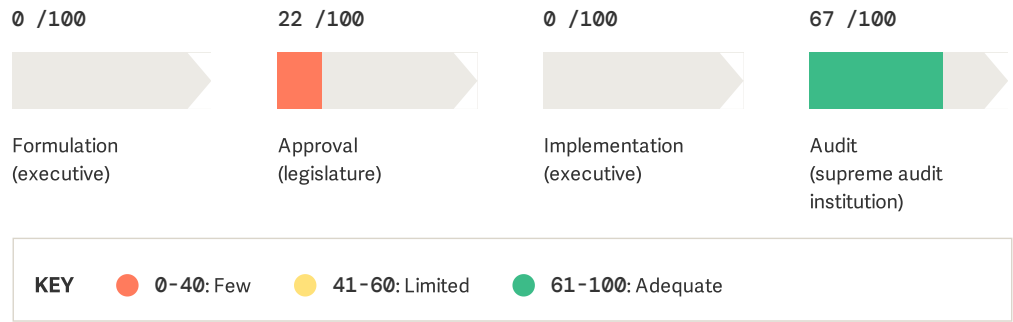 0 /100
22 /100
0 /100
67 /100
Formulation
(executive)
Approval
(legislature)
Implementation
(executive)
Audit
(supreme audit
institution)
KEY
0-40: Few
41-60: Limited
61-100: Adequate